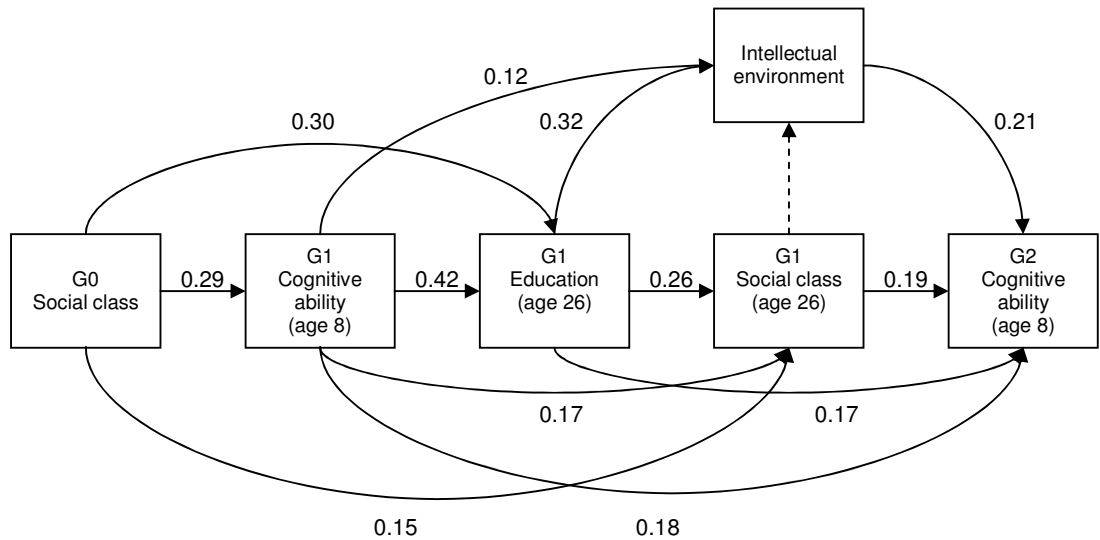 Intellectual
environment
0.12
0.30
0.32
0.21
G0
Social class
0.29
G1
Cognitive
ability
(age 8)
0.42
G1
Education
(age 26)
0.26
G1
Social class
(age 26)
0.19
G2
Cognitive
ability
(age 8)
0.17
0.17
0.15
0.18